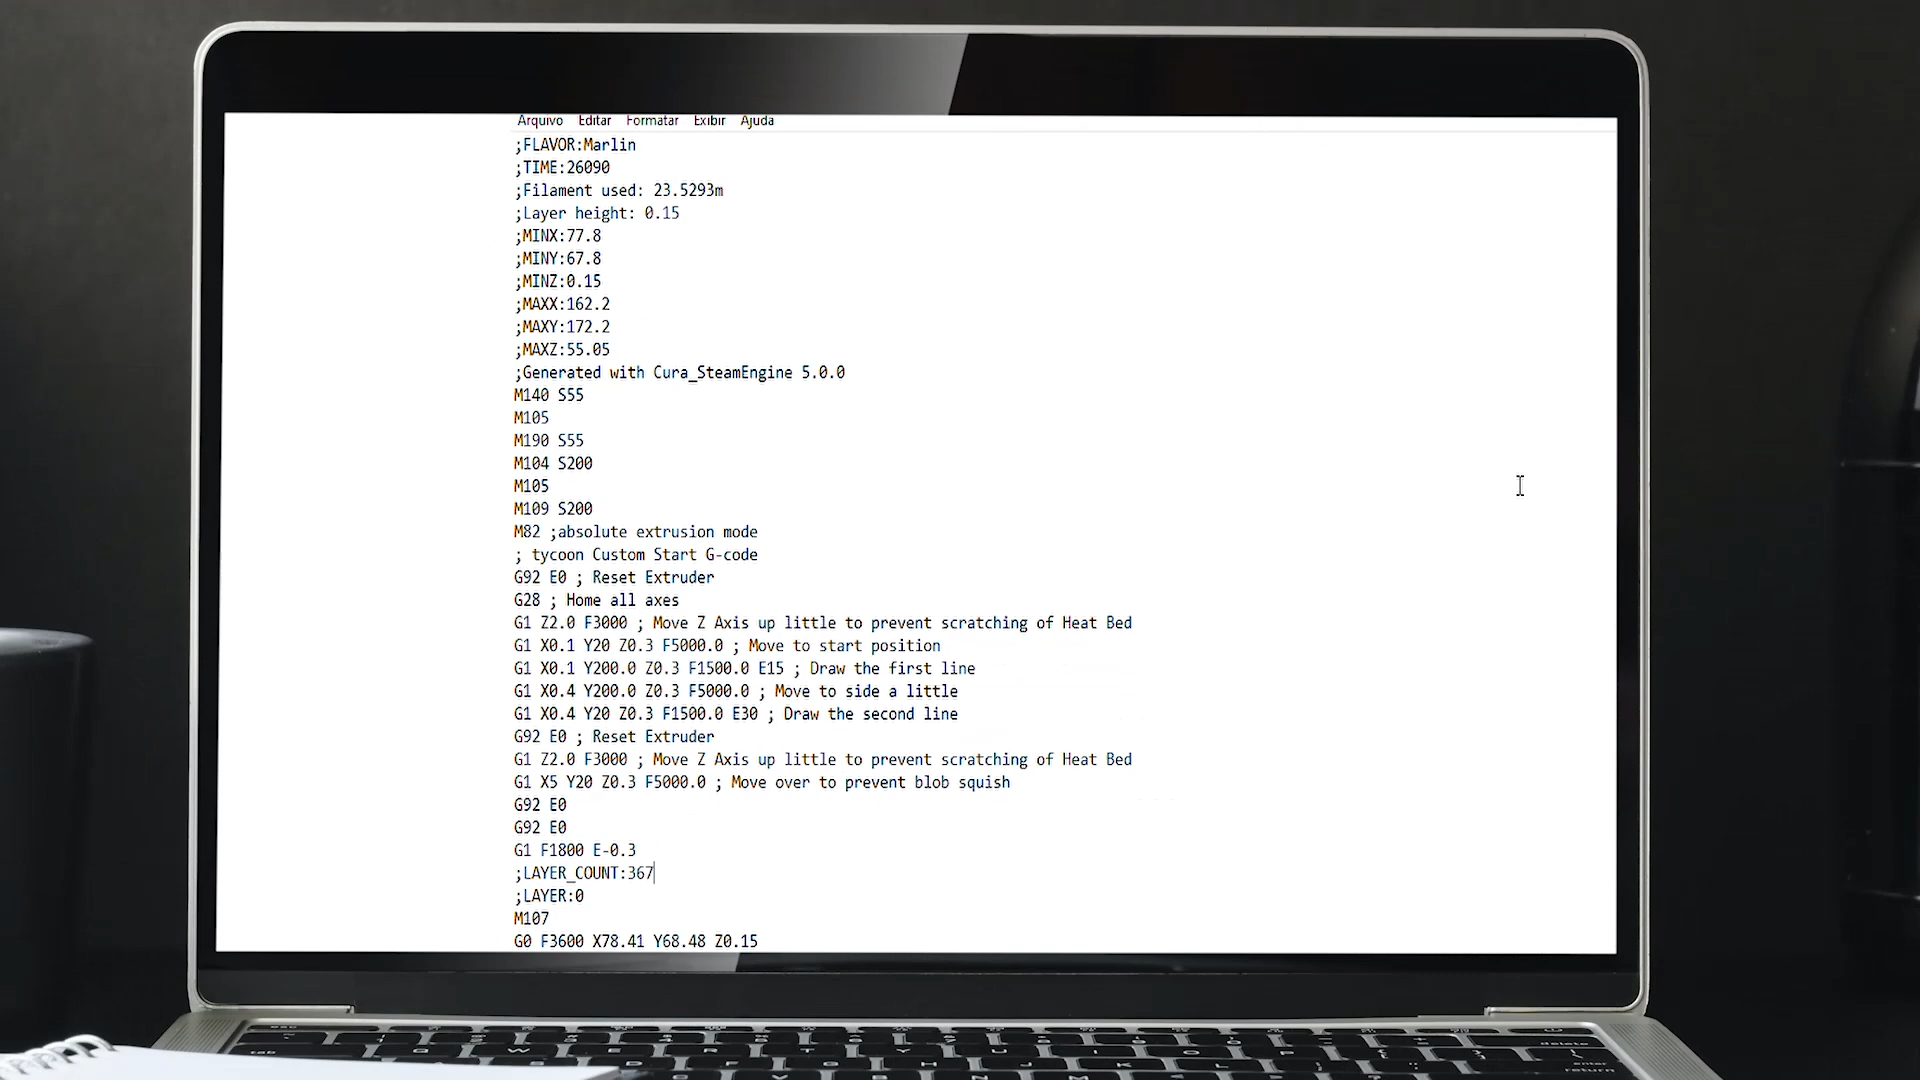 Arquivo Editar Formatar Exibir Ajuda
;FLAVOR:Marlin
;TIME:26090
;Filament used: 23.5293m
;Layer height: 0.15
;MINX:77.8
;MINY:67.8
;MINZ:0.15
;MAXX:162.2
;MAXY:172.2
;MAXZ:55.05
;Generated with Cura_SteamEngine 5.0.0
M140 S55
M105
M190 S55
M104 S200
M105
M109 S200
M82 ;absolute extrusion mode
; tycoon Custom Start G-code
G92 E0 ; Reset Extruder
G28 ; Home all axes
G1 Z2.0 F3000 ; Move Z Axis up little to prevent scratching of Heat Bed
G1 X0.1 Y20 Z0.3 F5000.0 ; Move to start position
G1 X0.1 Y200.0 Z0.3 F1500.0 E15 ; Draw the first line
G1 X0.4 Y200.0 Z0.3 F5000.0 ; Move to side a little
G1 X0.4 Y20 Z0.3 F1500.0 E30 ; Draw the second line
G92 E0 ; Reset Extruder
G1 Z2.0 F3000 ; Move Z Axis up little to prevent scratching of Heat Bed
G1 X5 Y20 Z0.3 F5000.0 ; Move over to prevent blob squish
G92 E0
G92 E0
G1 F1800 E-0.3
;LAYER_COUNT:367
;LAYER:0
M107
G0 F3600 X78.41 Y68.48 Z0.15
delete
tab Q W E R T Y U I O P
return